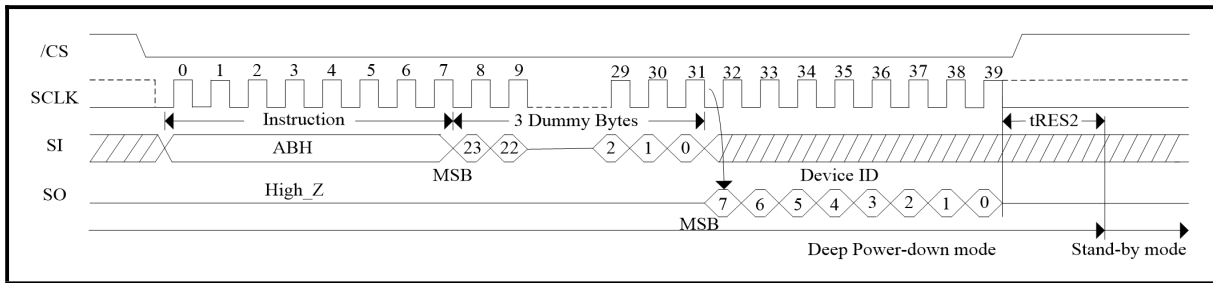 /CS
0 1 2 3 4 5 6 7 8 9 29 30 31 32 33 34 35 36 37 38 39
SCLK
Instruction 3 Dummy Bytes tRES2
SI ABH 23 22 2 1 0
MSB Device ID
SO High_Z 7 6 5 4 3 2 1 0
MSB
Deep Power-down mode Stand-by mode